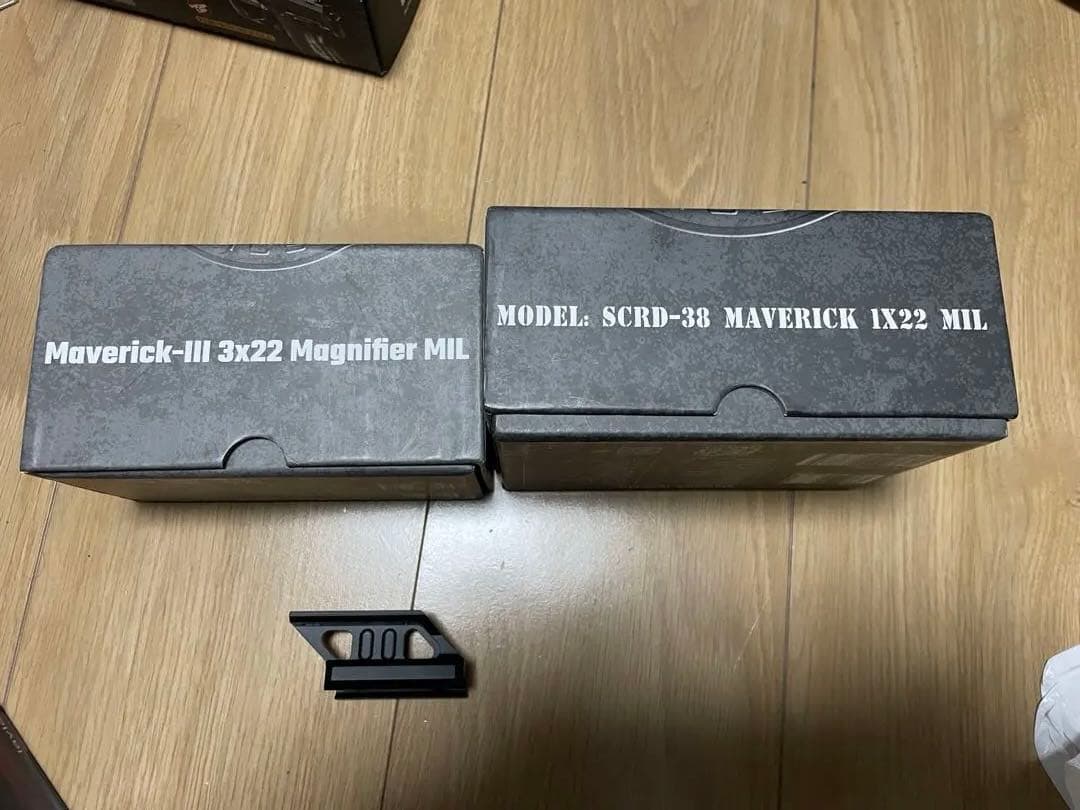 Maverick-III 3x22 Magnifier MIL
MODEL: SCRD-38 MAVERICK 1X22 MIL